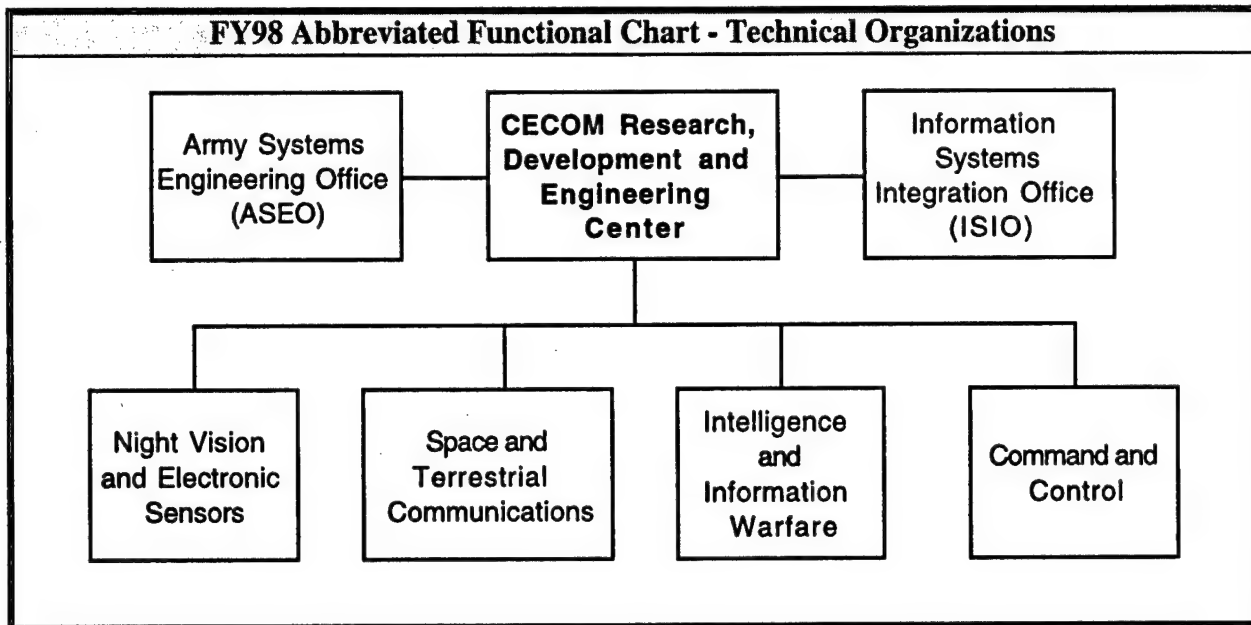 FY98 Abbreviated Functional Chart - Technical Organizations
Army Systems
Engineering Office
(ASEO)
CECOM Research,
Development and
Engineering
Center
Information
Systems
Integration Office
(ISIO)
Night Vision
and Electronic
Sensors
Space and
Terrestrial
Communications
Intelligence
and
Information
Warfare
Command and
Control